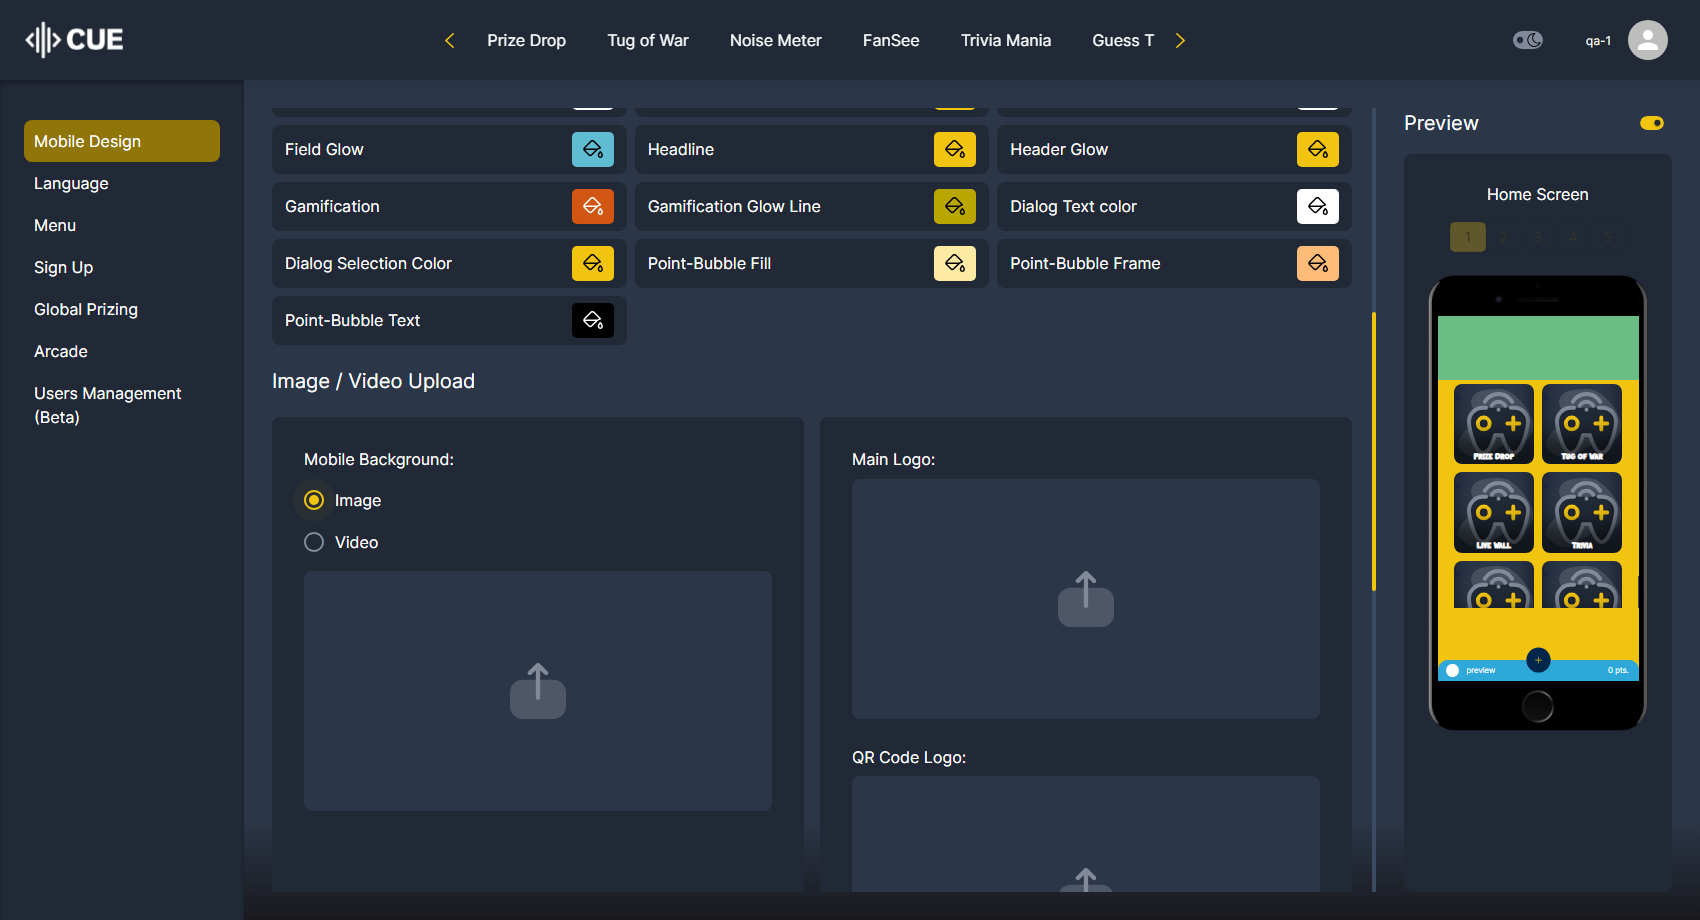 CUE
Prize Drop
Tug of War
Noise Meter
FanSee
Trivia Mania
Guess T
qa-1
Mobile Design
Language
Menu
Sign Up
Global Prizing
Arcade
Users Management
(Beta)
Field Glow
Headline
Header Glow
Gamification
Gamification Glow Line
Dialog Text color
Dialog Selection Color
Point-Bubble Fill
Point-Bubble Frame
Point-Bubble Text
Image / Video Upload
Mobile Background:
Image
Video
Main Logo:
QR Code Logo:
Preview
Home Screen
1 2 3 4 5
Prize Drop
Tug of War
Live Wall
Trivia
preview
0 pts.